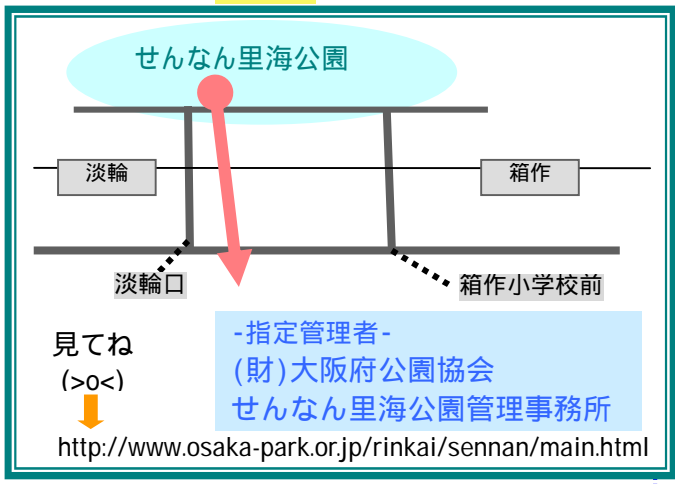 せんなん里海公園
淡輪
箱作
淡輪口
箱作小学校前
見てね
(>o<)
-指定管理者-
(財)大阪府公園協会
せんなん里海公園管理事務所
http://www.osaka-park.or.jp/rinkai/sennan/main.html